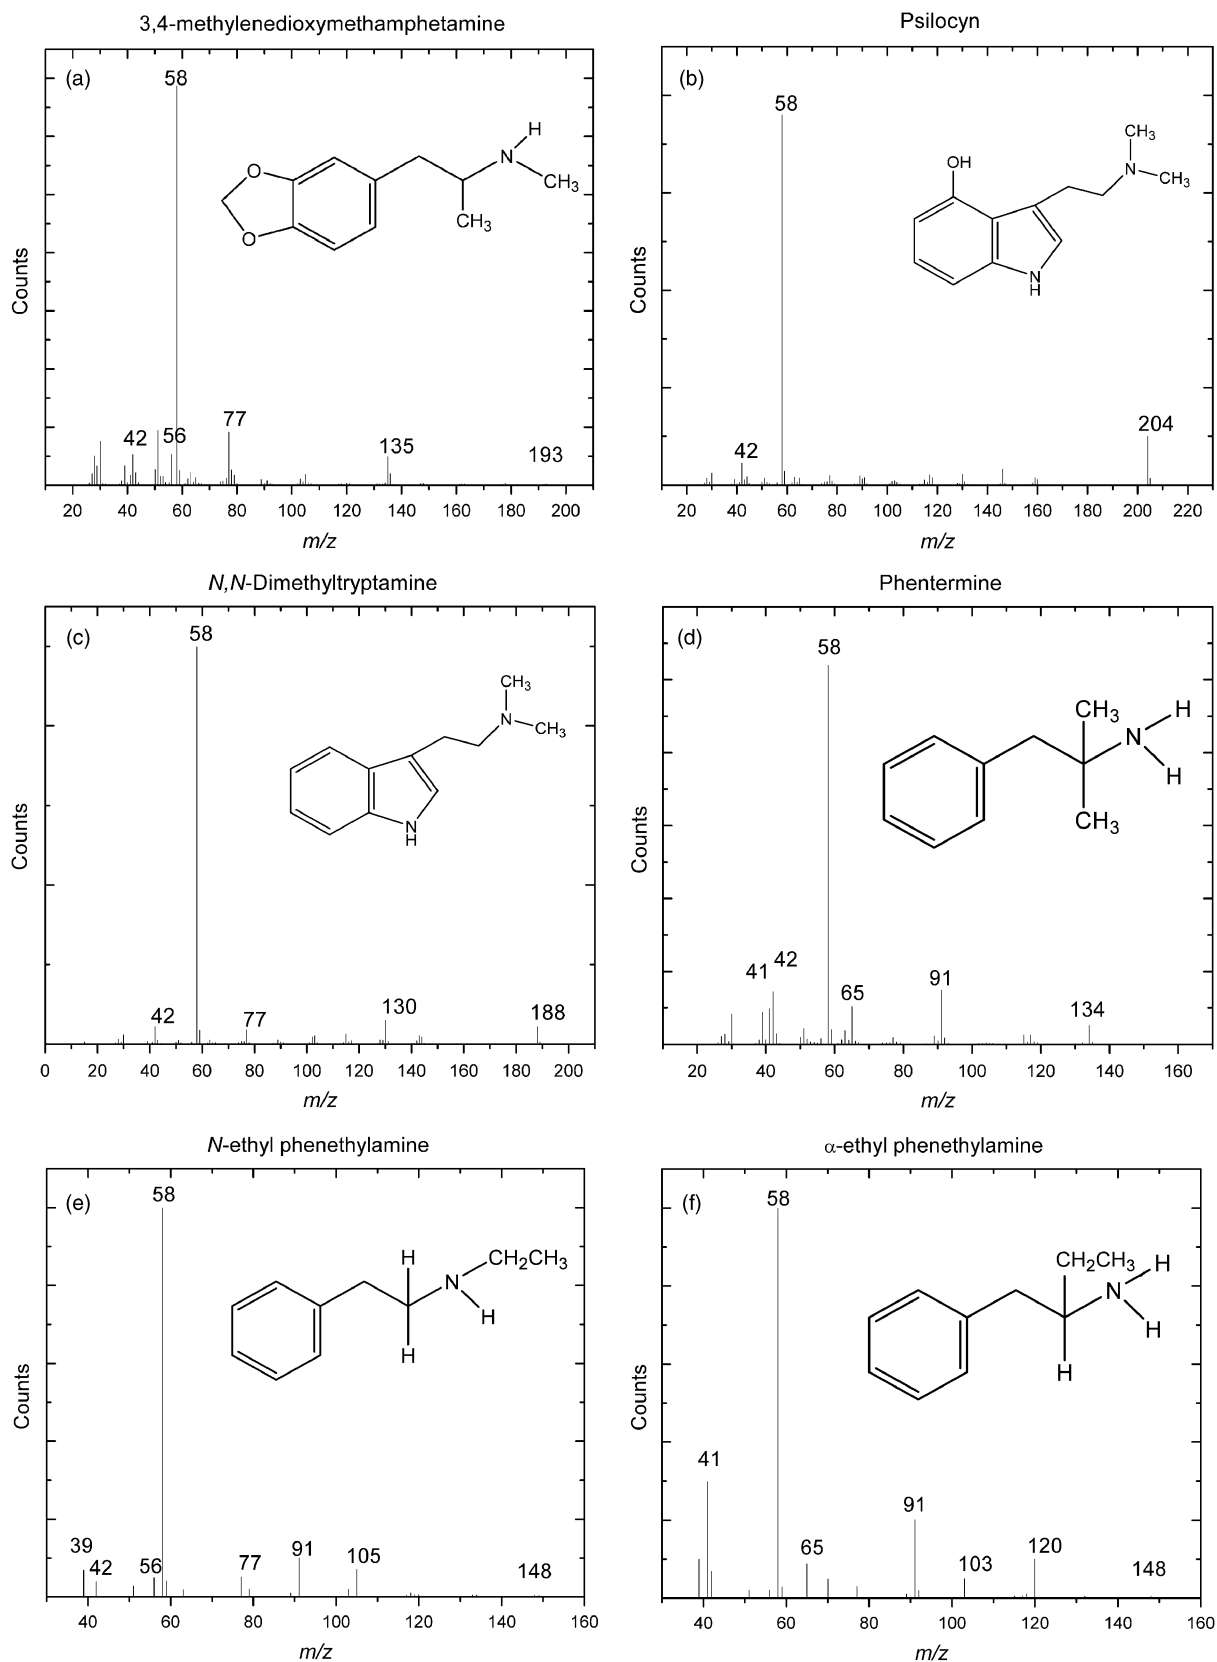 3,4-methylenedioxymethamphetamine
(a)
58
H
N
CH₃
CH₃
O
O
Counts
42
56
77
135
193
20 40 60 80 100 120 140 160 180 200
m/z
Psilocyn
(b)
58
CH₃
OH
N
CH₃
N
H
Counts
42
204
20 40 60 80 100 120 140 160 180 200 220
m/z
N,N-Dimethyltryptamine
(c)
58
CH₃
N
CH₃
N
H
Counts
42
77
130
188
0 20 40 60 80 100 120 140 160 180 200
m/z
Phentermine
(d)
58
CH₃
H
N
H
CH₃
Counts
41
42
65
91
134
20 40 60 80 100 120 140 160
m/z
N-ethyl phenethylamine
(e)
58
H
CH₂CH₃
N
H
H
Counts
39
42
56
77
91
105
148
40 60 80 100 120 140 160
m/z
α-ethyl phenethylamine
(f)
58
CH₂CH₃
H
N
H
H
Counts
41
65
91
103
120
148
40 60 80 100 120 140 160
m/z